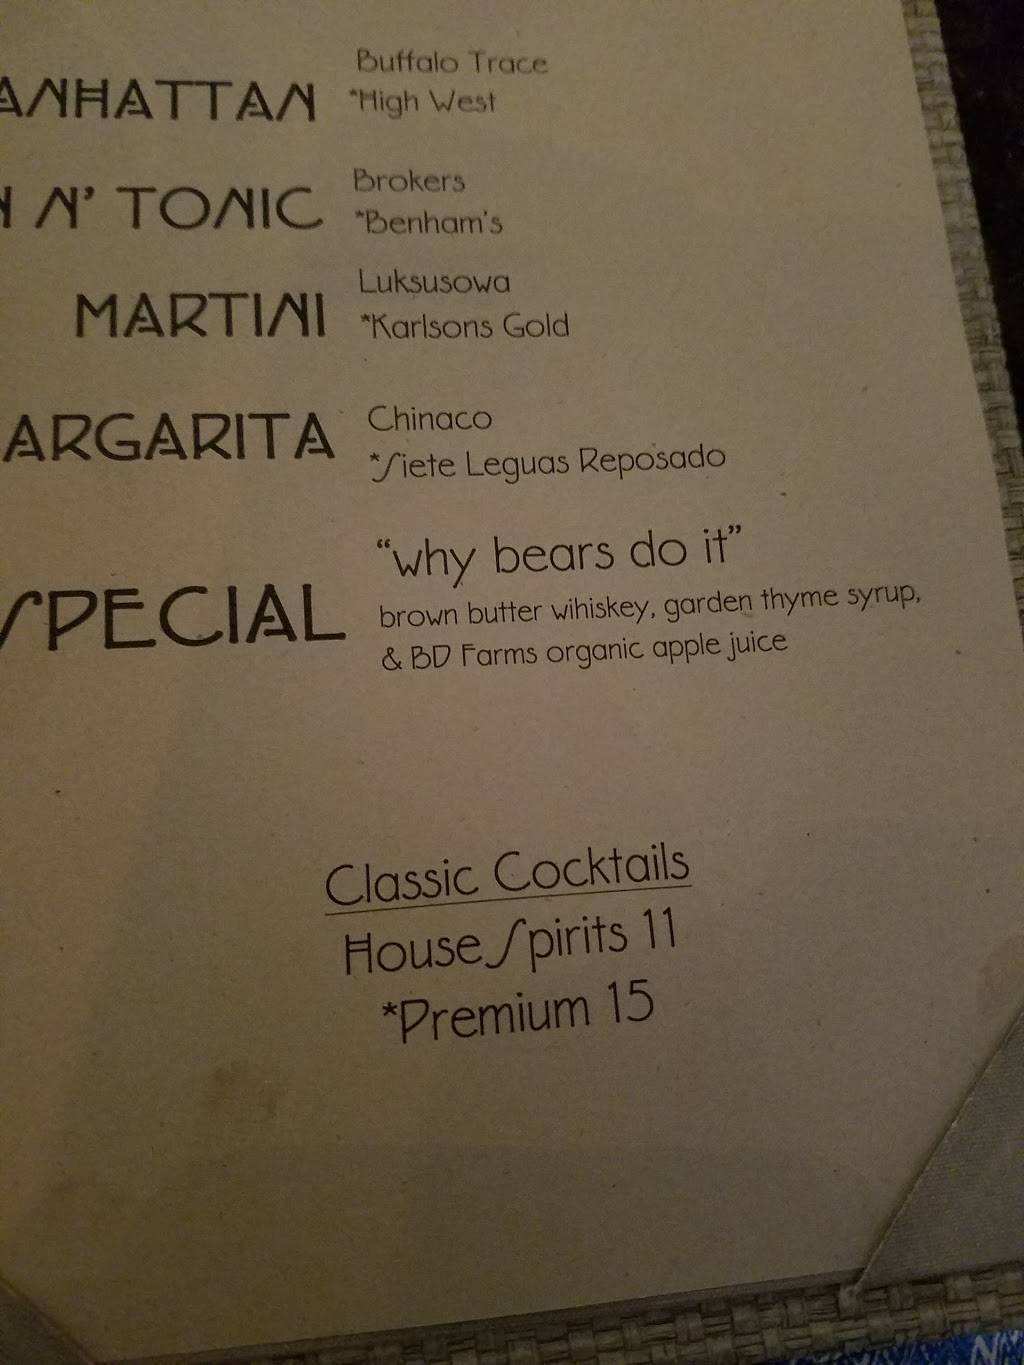 ANHATTAN
Buffalo Trace
*High West
N N' TONIC
Brokers
*Benham's
MARTINI
Luksusowa
*Karlsons Gold
ARGARITA
Chinaco
*Siete Leguas Reposado
SPECIAL
“why bears do it”
brown butter wihiskey, garden thyme syrup,
& BD Farms organic apple juice
Classic Cocktails
House Spirits 11
*Premium 15